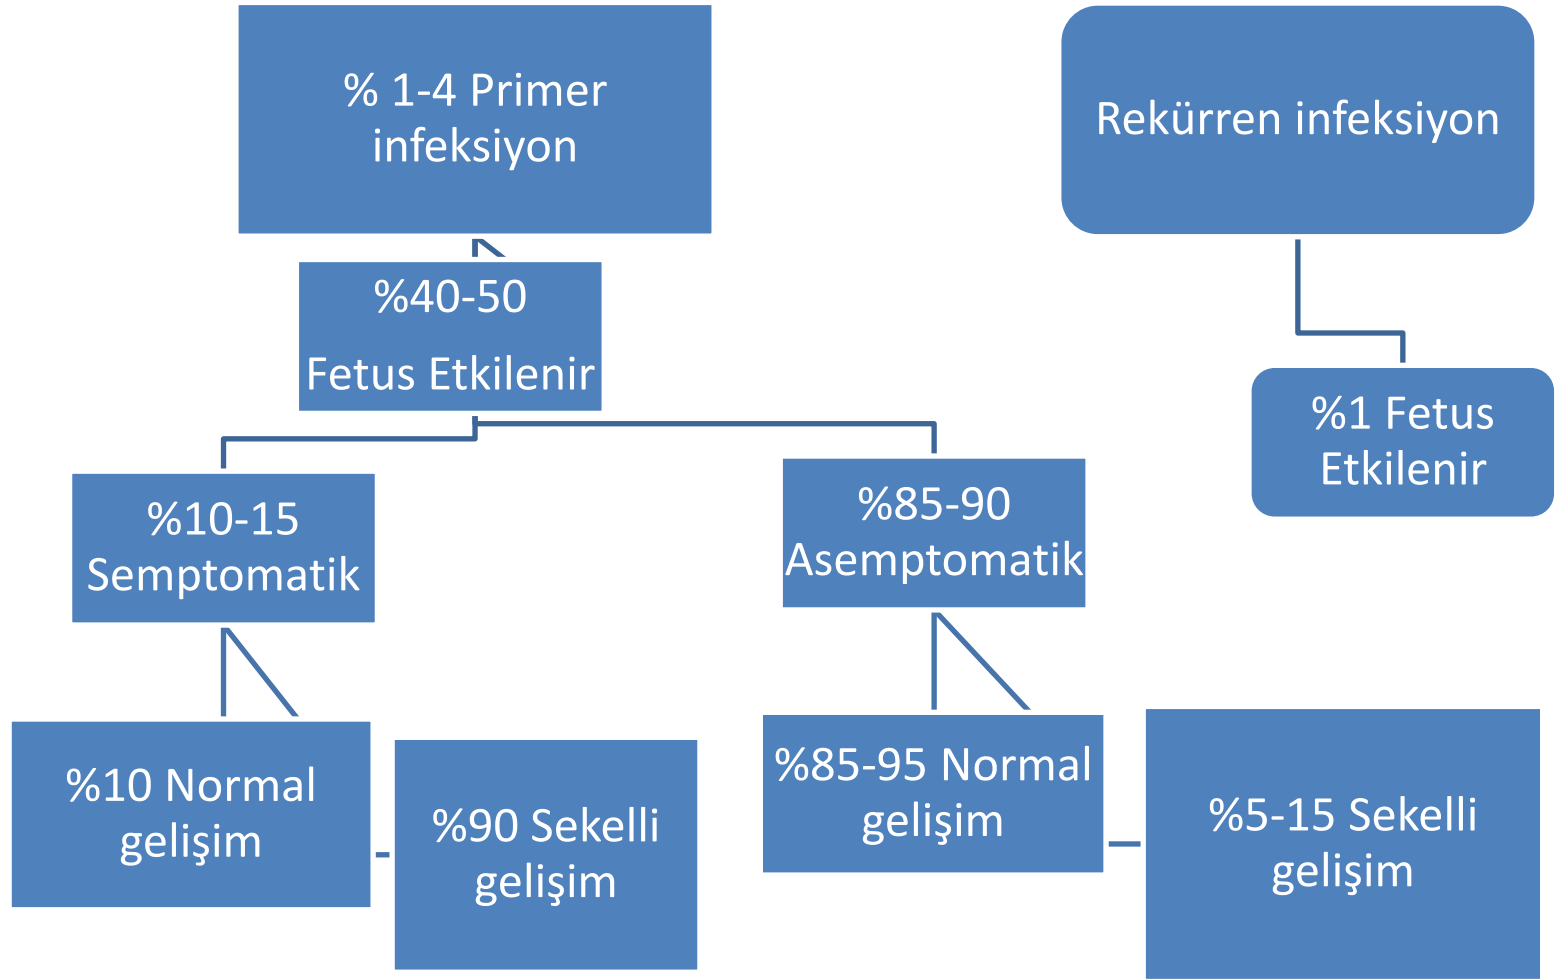 % 1-4 Primer
infeksiyon
Rekürren infeksiyon
%40-50
Fetus Etkilenir
%1 Fetus
Etkilenir
%10-15
Semptomatik
%85-90
Asemptomatik
%10 Normal
gelişim
%90 Sekelli
gelişim
%85-95 Normal
gelişim
%5-15 Sekelli
gelişim